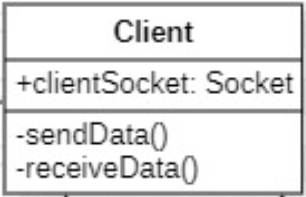 Client
+clientSocket: Socket
-sendData()
-receiveData()